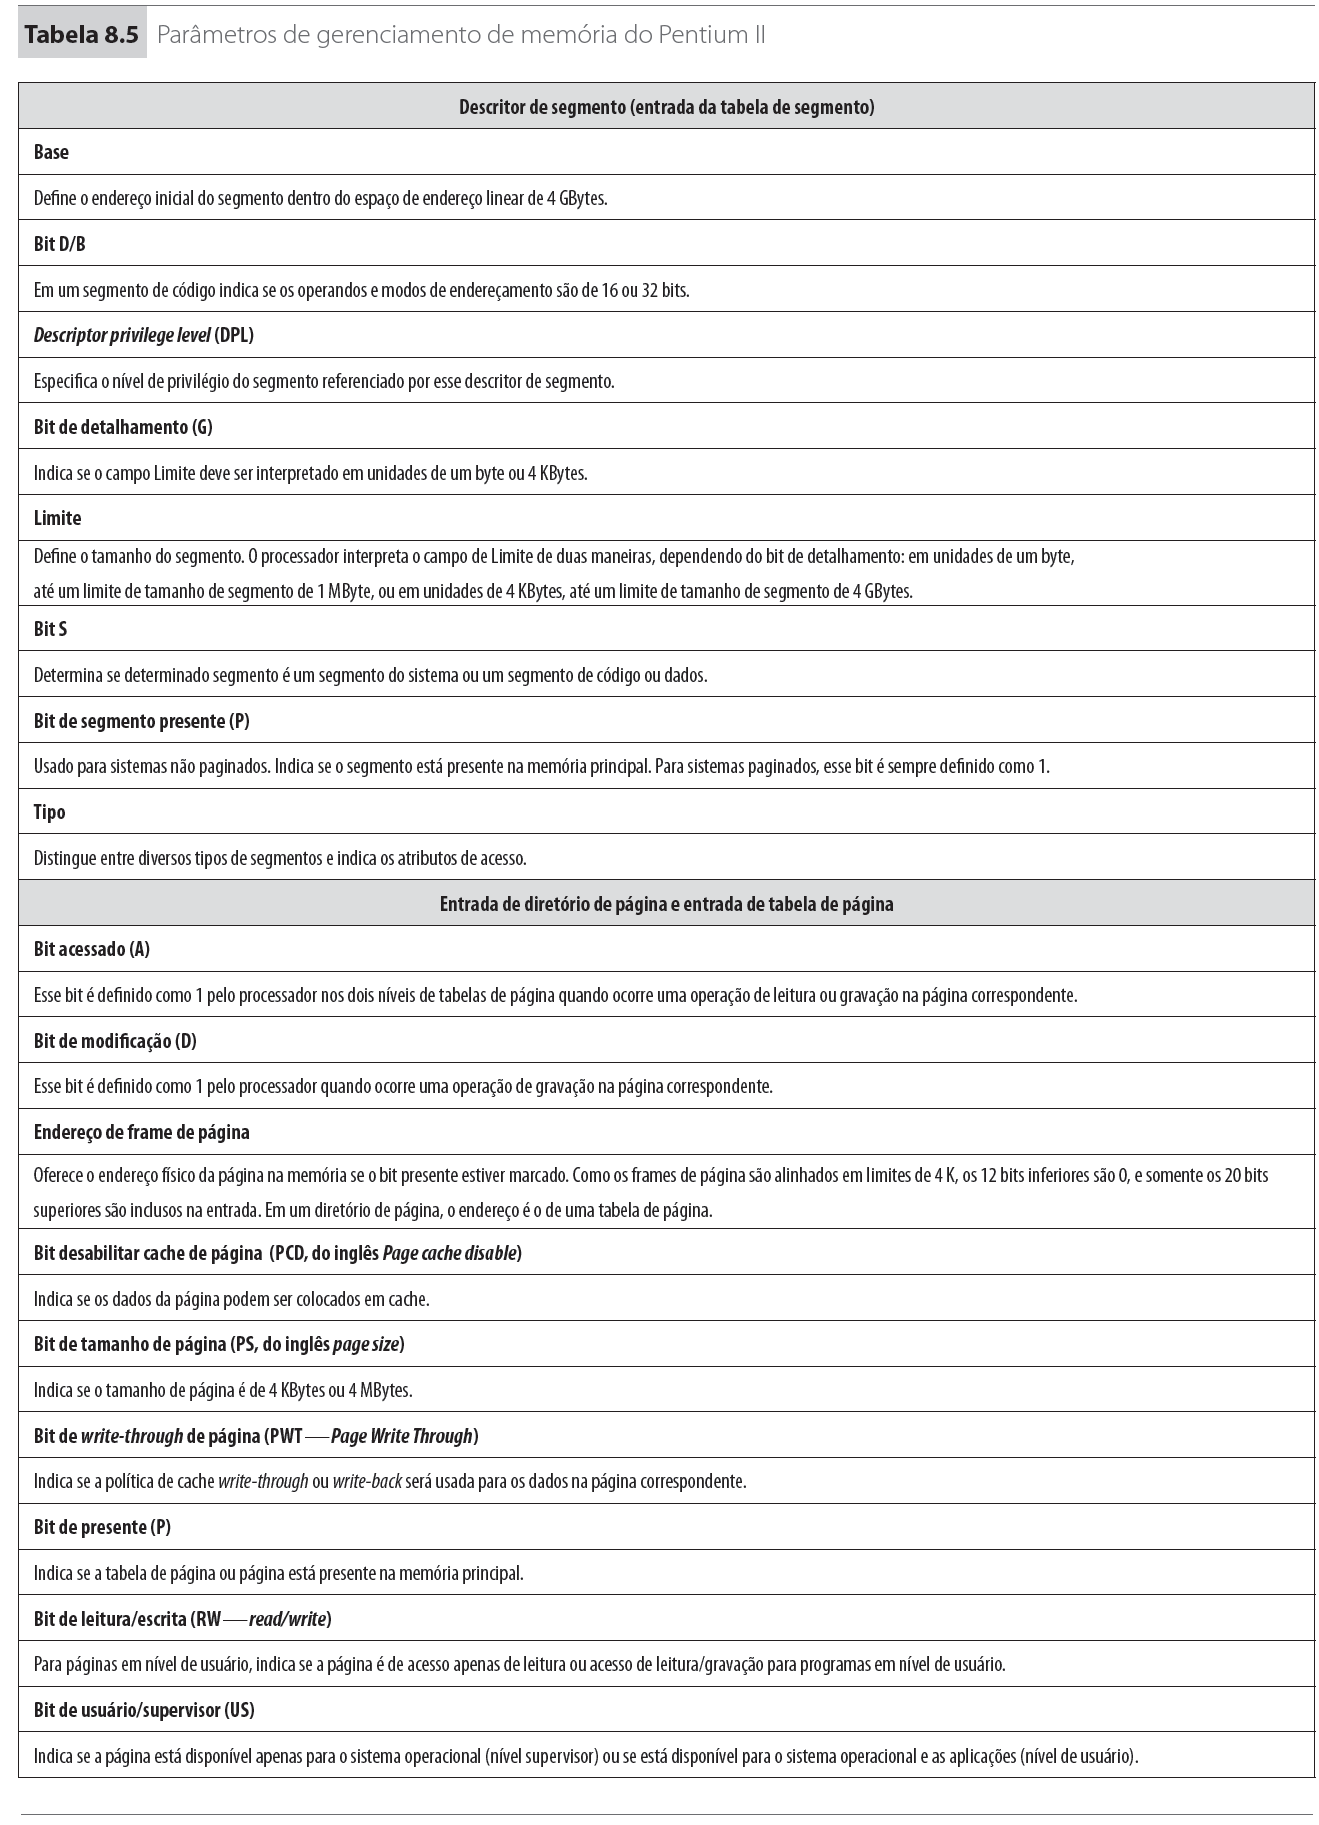 Tabela 8.5 Parâmetros de gerenciamento de memória do Pentium II
Descritor de segmento (entrada da tabela de segmento)
Base
Define o endereço inicial do segmento dentro do espaço de endereço linear de 4 GBytes.
Bit D/B
Em um segmento de código indica se os operandos e modos de endereçamento são de 16 ou 32 bits.
Descriptor privilege level (DPL)
Especifica o nível de privilégio do segmento referenciado por esse descritor de segmento.
Bit de detalhamento (G)
Indica se o campo Limite deve ser interpretado em unidades de um byte ou 4 KBytes.
Limite
Define o tamanho do segmento. O processador interpreta o campo de Limite de duas maneiras, dependendo do bit de detalhamento: em unidades de um byte,
até um limite de tamanho de segmento de 1 MByte, ou em unidades de 4 KBytes, até um limite de tamanho de segmento de 4 GBytes.
Bit S
Determina se determinado segmento é um segmento do sistema ou um segmento de código ou dados.
Bit de segmento presente (P)
Usado para sistemas não paginados. Indica se o segmento está presente na memória principal. Para sistemas paginados, esse bit é sempre definido como 1.
Tipo
Distingue entre diversos tipos de segmentos e indica os atributos de acesso.
Entrada de diretório de página e entrada de tabela de página
Bit acessado (A)
Esse bit é definido como 1 pelo processador nos dois níveis de tabelas de página quando ocorre uma operação de leitura ou gravação na página correspondente.
Bit de modificação (D)
Esse bit é definido como 1 pelo processador quando ocorre uma operação de gravação na página correspondente.
Endereço de frame de página
Oferece o endereço físico da página na memória se o bit presente estiver marcado. Como os frames de página são alinhados em limites de 4 K, os 12 bits inferiores são 0, e somente os 20 bits
superiores são inclusos na entrada. Em um diretório de página, o endereço é o de uma tabela de página.
Bit desabilitar cache de página (PCD, do inglês Page cache disable)
Indica se os dados da página podem ser colocados em cache.
Bit de tamanho de página (PS, do inglês page size)
Indica se o tamanho de página é de 4 KBytes ou 4 MBytes.
Bit de write-through de página (PWT — Page Write Through)
Indica se a política de cache write-through ou write-back será usada para os dados na página correspondente.
Bit de presente (P)
Indica se a tabela de página ou página está presente na memória principal.
Bit de leitura/escrita (RW — read/write)
Para páginas em nível de usuário, indica se a página é de acesso apenas de leitura ou acesso de leitura/gravação para programas em nível de usuário.
Bit de usuário/supervisor (US)
Indica se a página está disponível apenas para o sistema operacional (nível supervisor) ou se está disponível para o sistema operacional e as aplicações (nível de usuário).